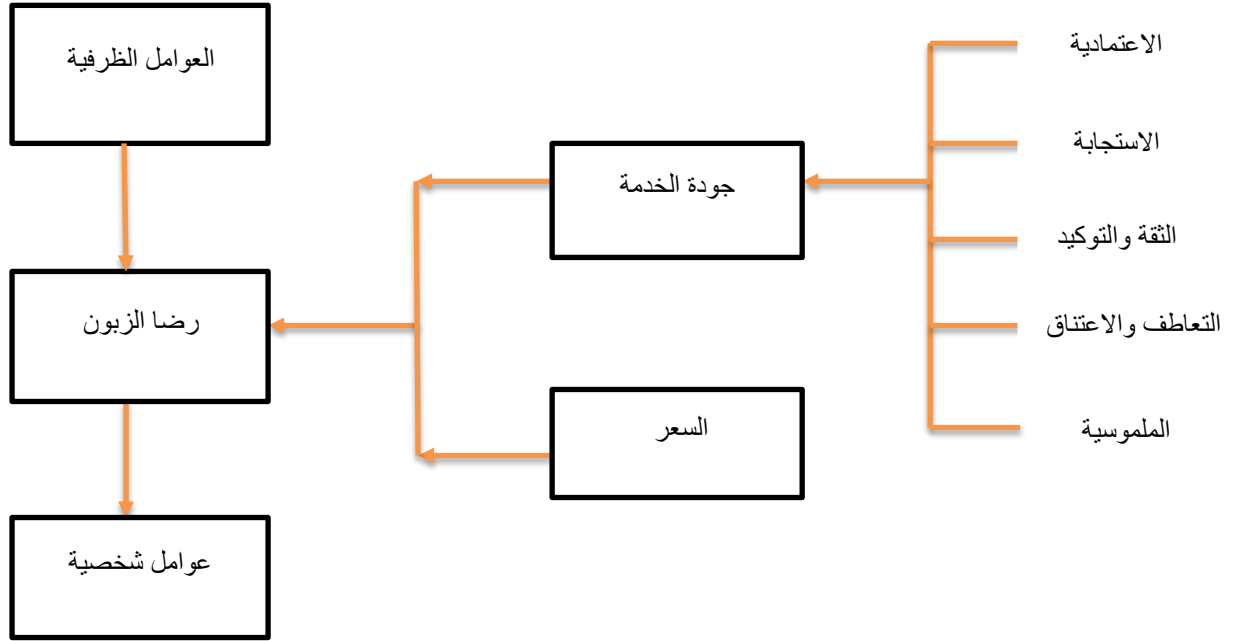 الاعتمادية
الاستجابة
الثقة والتوكيد
التعاطف والاعتناق
الملموسية
جودة الخدمة
السعر
العوامل الظرفية
رضا الزبون
عوامل شخصية